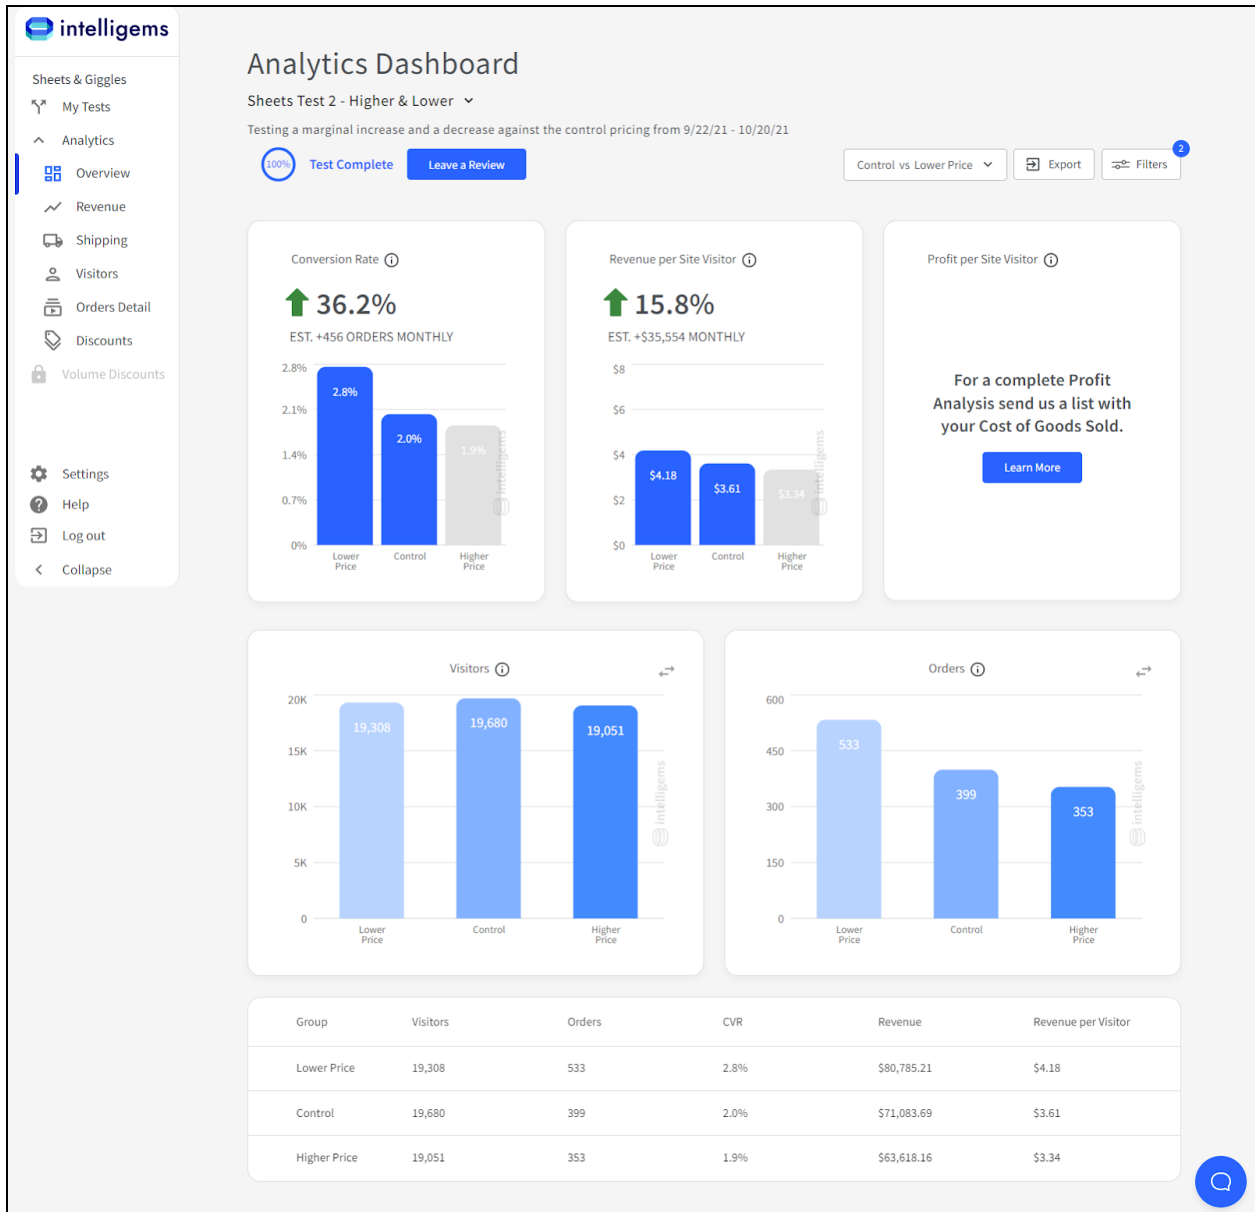 intelligems
Sheets & Giggles
My Tests
Analytics
Overview
Revenue
Shipping
Visitors
Orders Detail
Discounts
Volume Discounts
Settings
Help
Log out
Collapse
Analytics Dashboard
Sheets Test 2 - Higher & Lower
Testing a marginal increase and a decrease against the control pricing from 9/22/21 - 10/20/21
100% Test Complete Leave a Review
Control vs Lower Price Export Filters 2
Conversion Rate
36.2%
EST. +456 ORDERS MONTHLY
2.8%
2.1%
1.4%
0.7%
0%
2.8%
2.0%
1.9%
Lower
Price
Control
Higher
Price
intelligems
Revenue per Site Visitor
15.8%
EST. +$35,554 MONTHLY
$8
$6
$4
$2
$0
$4.18
$3.61
$3.34
Lower
Price
Control
Higher
Price
intelligems
Profit per Site Visitor
For a complete Profit
Analysis send us a list with
your Cost of Goods Sold.
Learn More
Visitors
20K
15K
10K
5K
0
19,308
19,680
19,051
Lower
Price
Control
Higher
Price
intelligems
Orders
600
450
300
150
0
533
399
353
Lower
Price
Control
Higher
Price
intelligems
Group Visitors Orders CVR Revenue Revenue per Visitor
Lower Price 19,308 533 2.8% $80,785.21 $4.18
Control 19,680 399 2.0% $71,083.69 $3.61
Higher Price 19,051 353 1.9% $63,618.16 $3.34